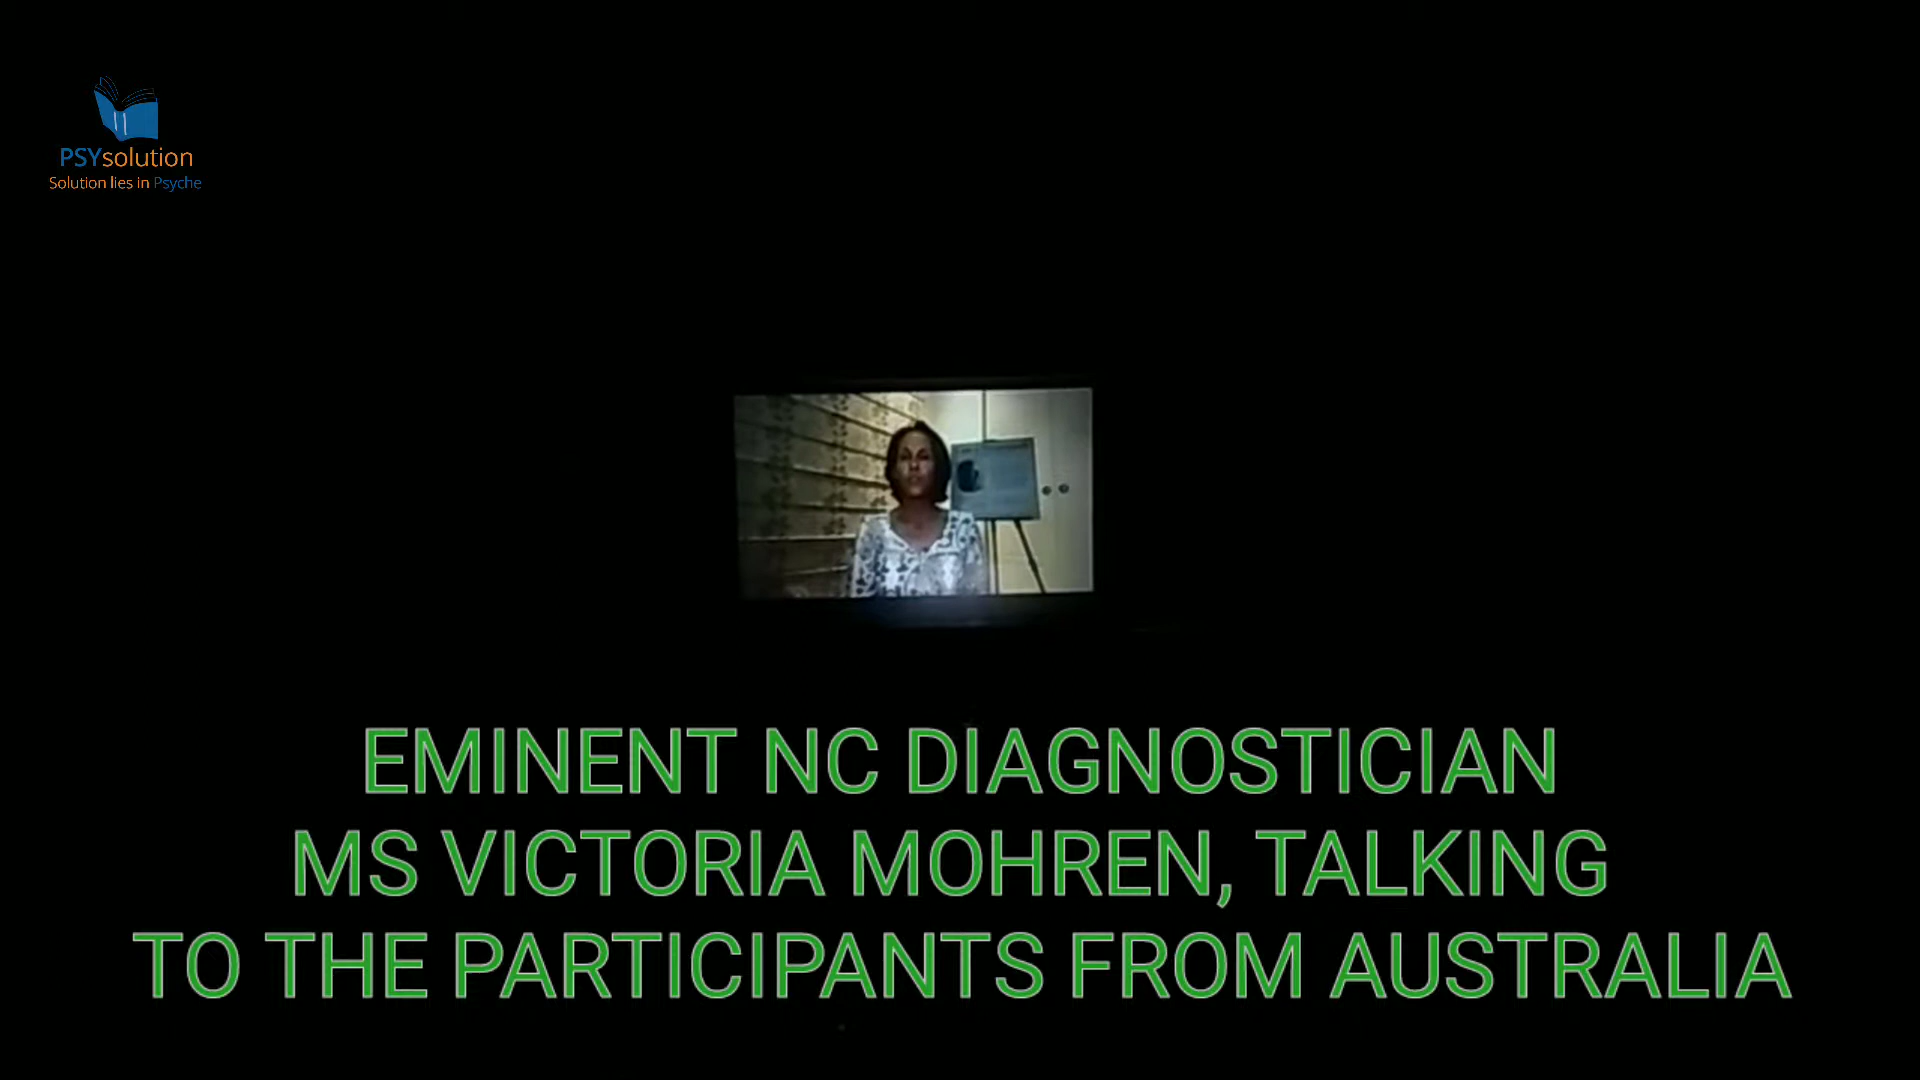 PSYsolution
Solution lies in Psyche
EMINENT NC DIAGNOSTICIAN
MS VICTORIA MOHREN, TALKING
TO THE PARTICIPANTS FROM AUSTRALIA